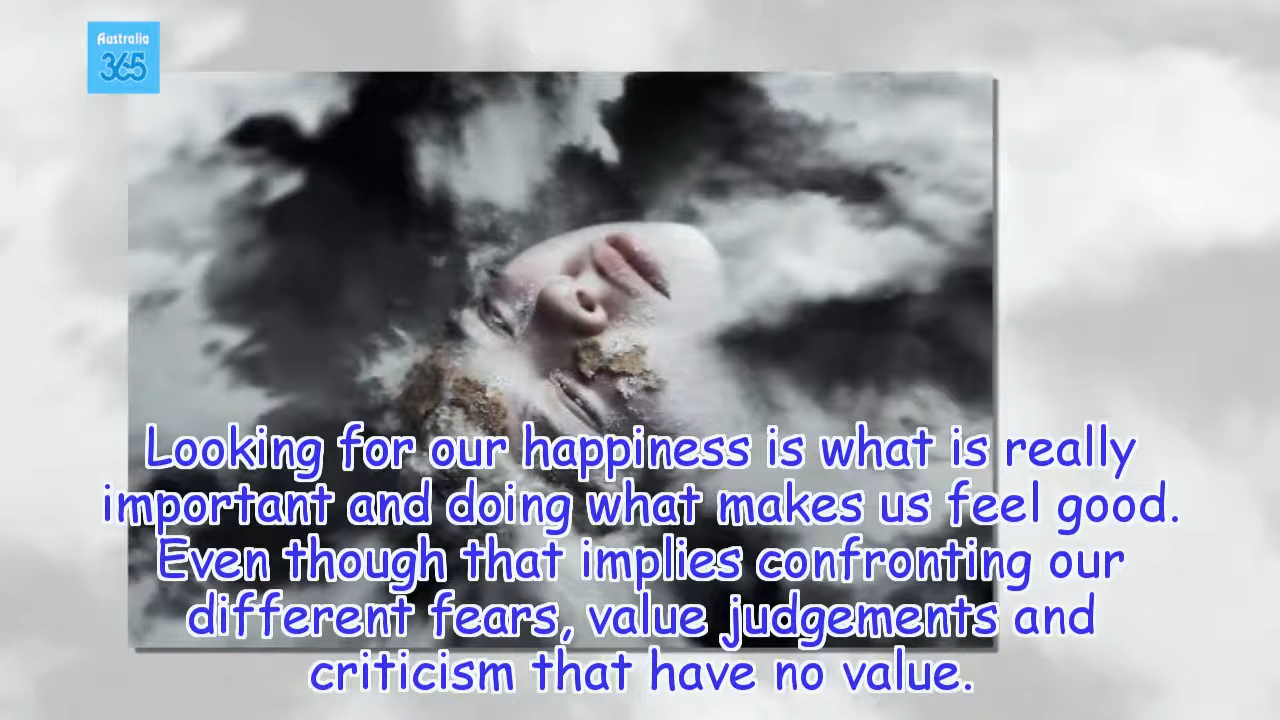 Australia
365
Looking for our happiness is what is really
important and doing what makes us feel good.
Even though that implies confronting our
different fears, value judgements and
criticism that have no value.